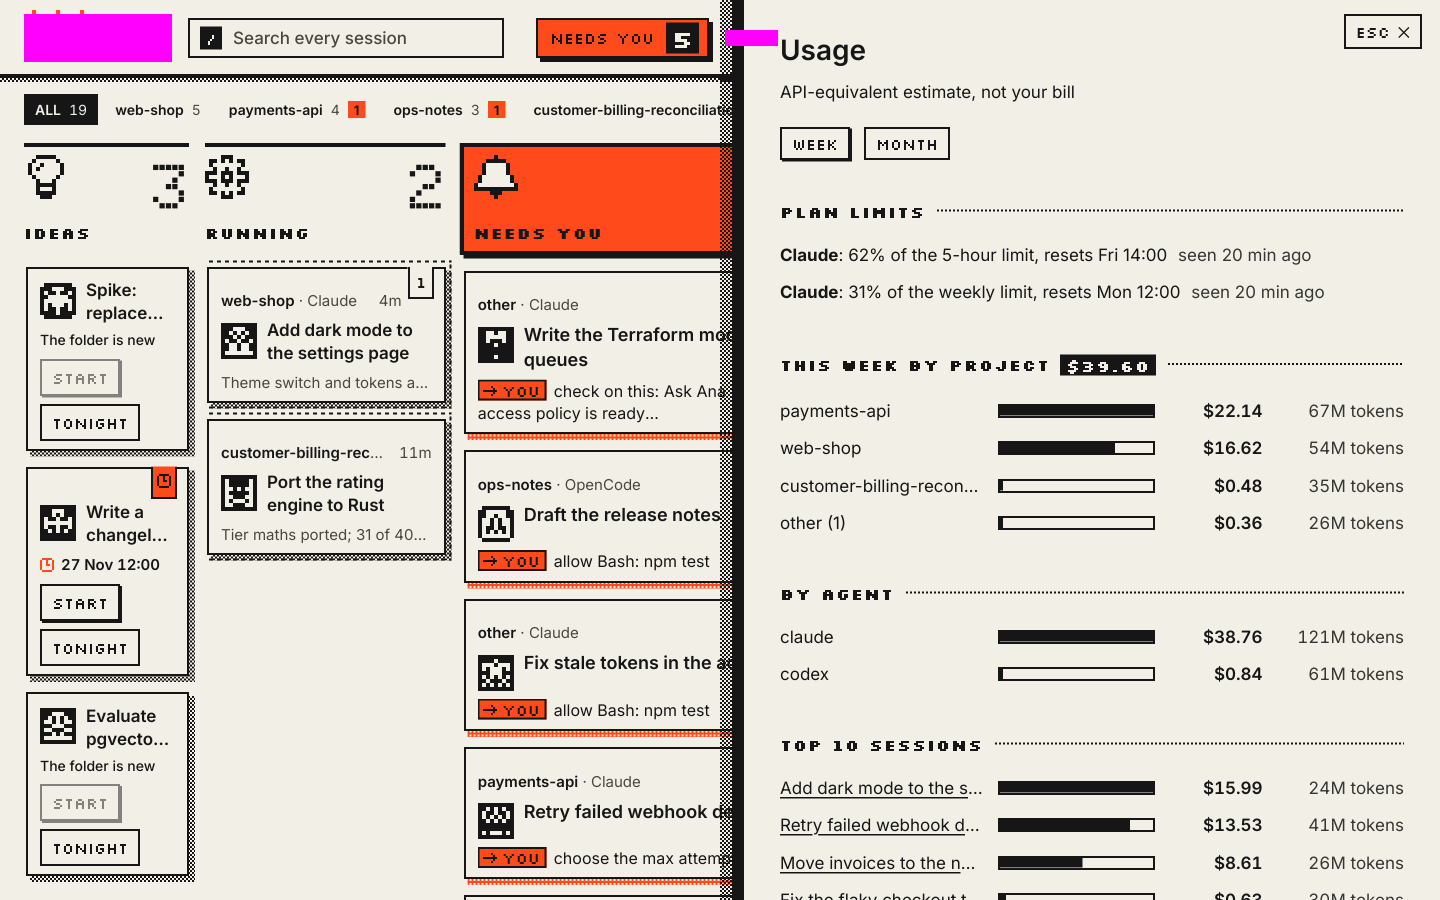 / Search every session
NEEDS YOU 5
ALL 19
web-shop 5
payments-api 4 1
ops-notes 3 1
customer-billing-reconciliati
3
IDEAS
2
RUNNING
NEEDS YOU
Spike:
replace...
The folder is new
START
TONIGHT
Write a
changel...
27 Nov 12:00
START
TONIGHT
Evaluate
pgvecto...
The folder is new
START
TONIGHT
1
web-shop · Claude 4m
Add dark mode to
the settings page
Theme switch and tokens a...
customer-billing-rec... 11m
Port the rating
engine to Rust
Tier maths ported; 31 of 40...
other · Claude
Write the Terraform mo
queues
→ YOU check on this: Ask Ana
access policy is ready...
ops-notes · OpenCode
Draft the release notes
→ YOU allow Bash: npm test
other · Claude
Fix stale tokens in the
→ YOU allow Bash: npm test
payments-api · Claude
Retry failed webhook d
→ YOU choose the max attem
Usage
ESC ×
API-equivalent estimate, not your bill
WEEK
MONTH
PLAN LIMITS
Claude: 62% of the 5-hour limit, resets Fri 14:00 seen 20 min ago
Claude: 31% of the weekly limit, resets Mon 12:00 seen 20 min ago
THIS WEEK BY PROJECT $39.60
payments-api $22.14 67M tokens
web-shop $16.62 54M tokens
customer-billing-recon... $0.48 35M tokens
other (1) $0.36 26M tokens
BY AGENT
claude $38.76 121M tokens
codex $0.84 61M tokens
TOP 10 SESSIONS
Add dark mode to the s... $15.99 24M tokens
Retry failed webhook d... $13.53 41M tokens
Move invoices to the n... $8.61 26M tokens
Fix the flaky checkout t... $0.63 30M tokens